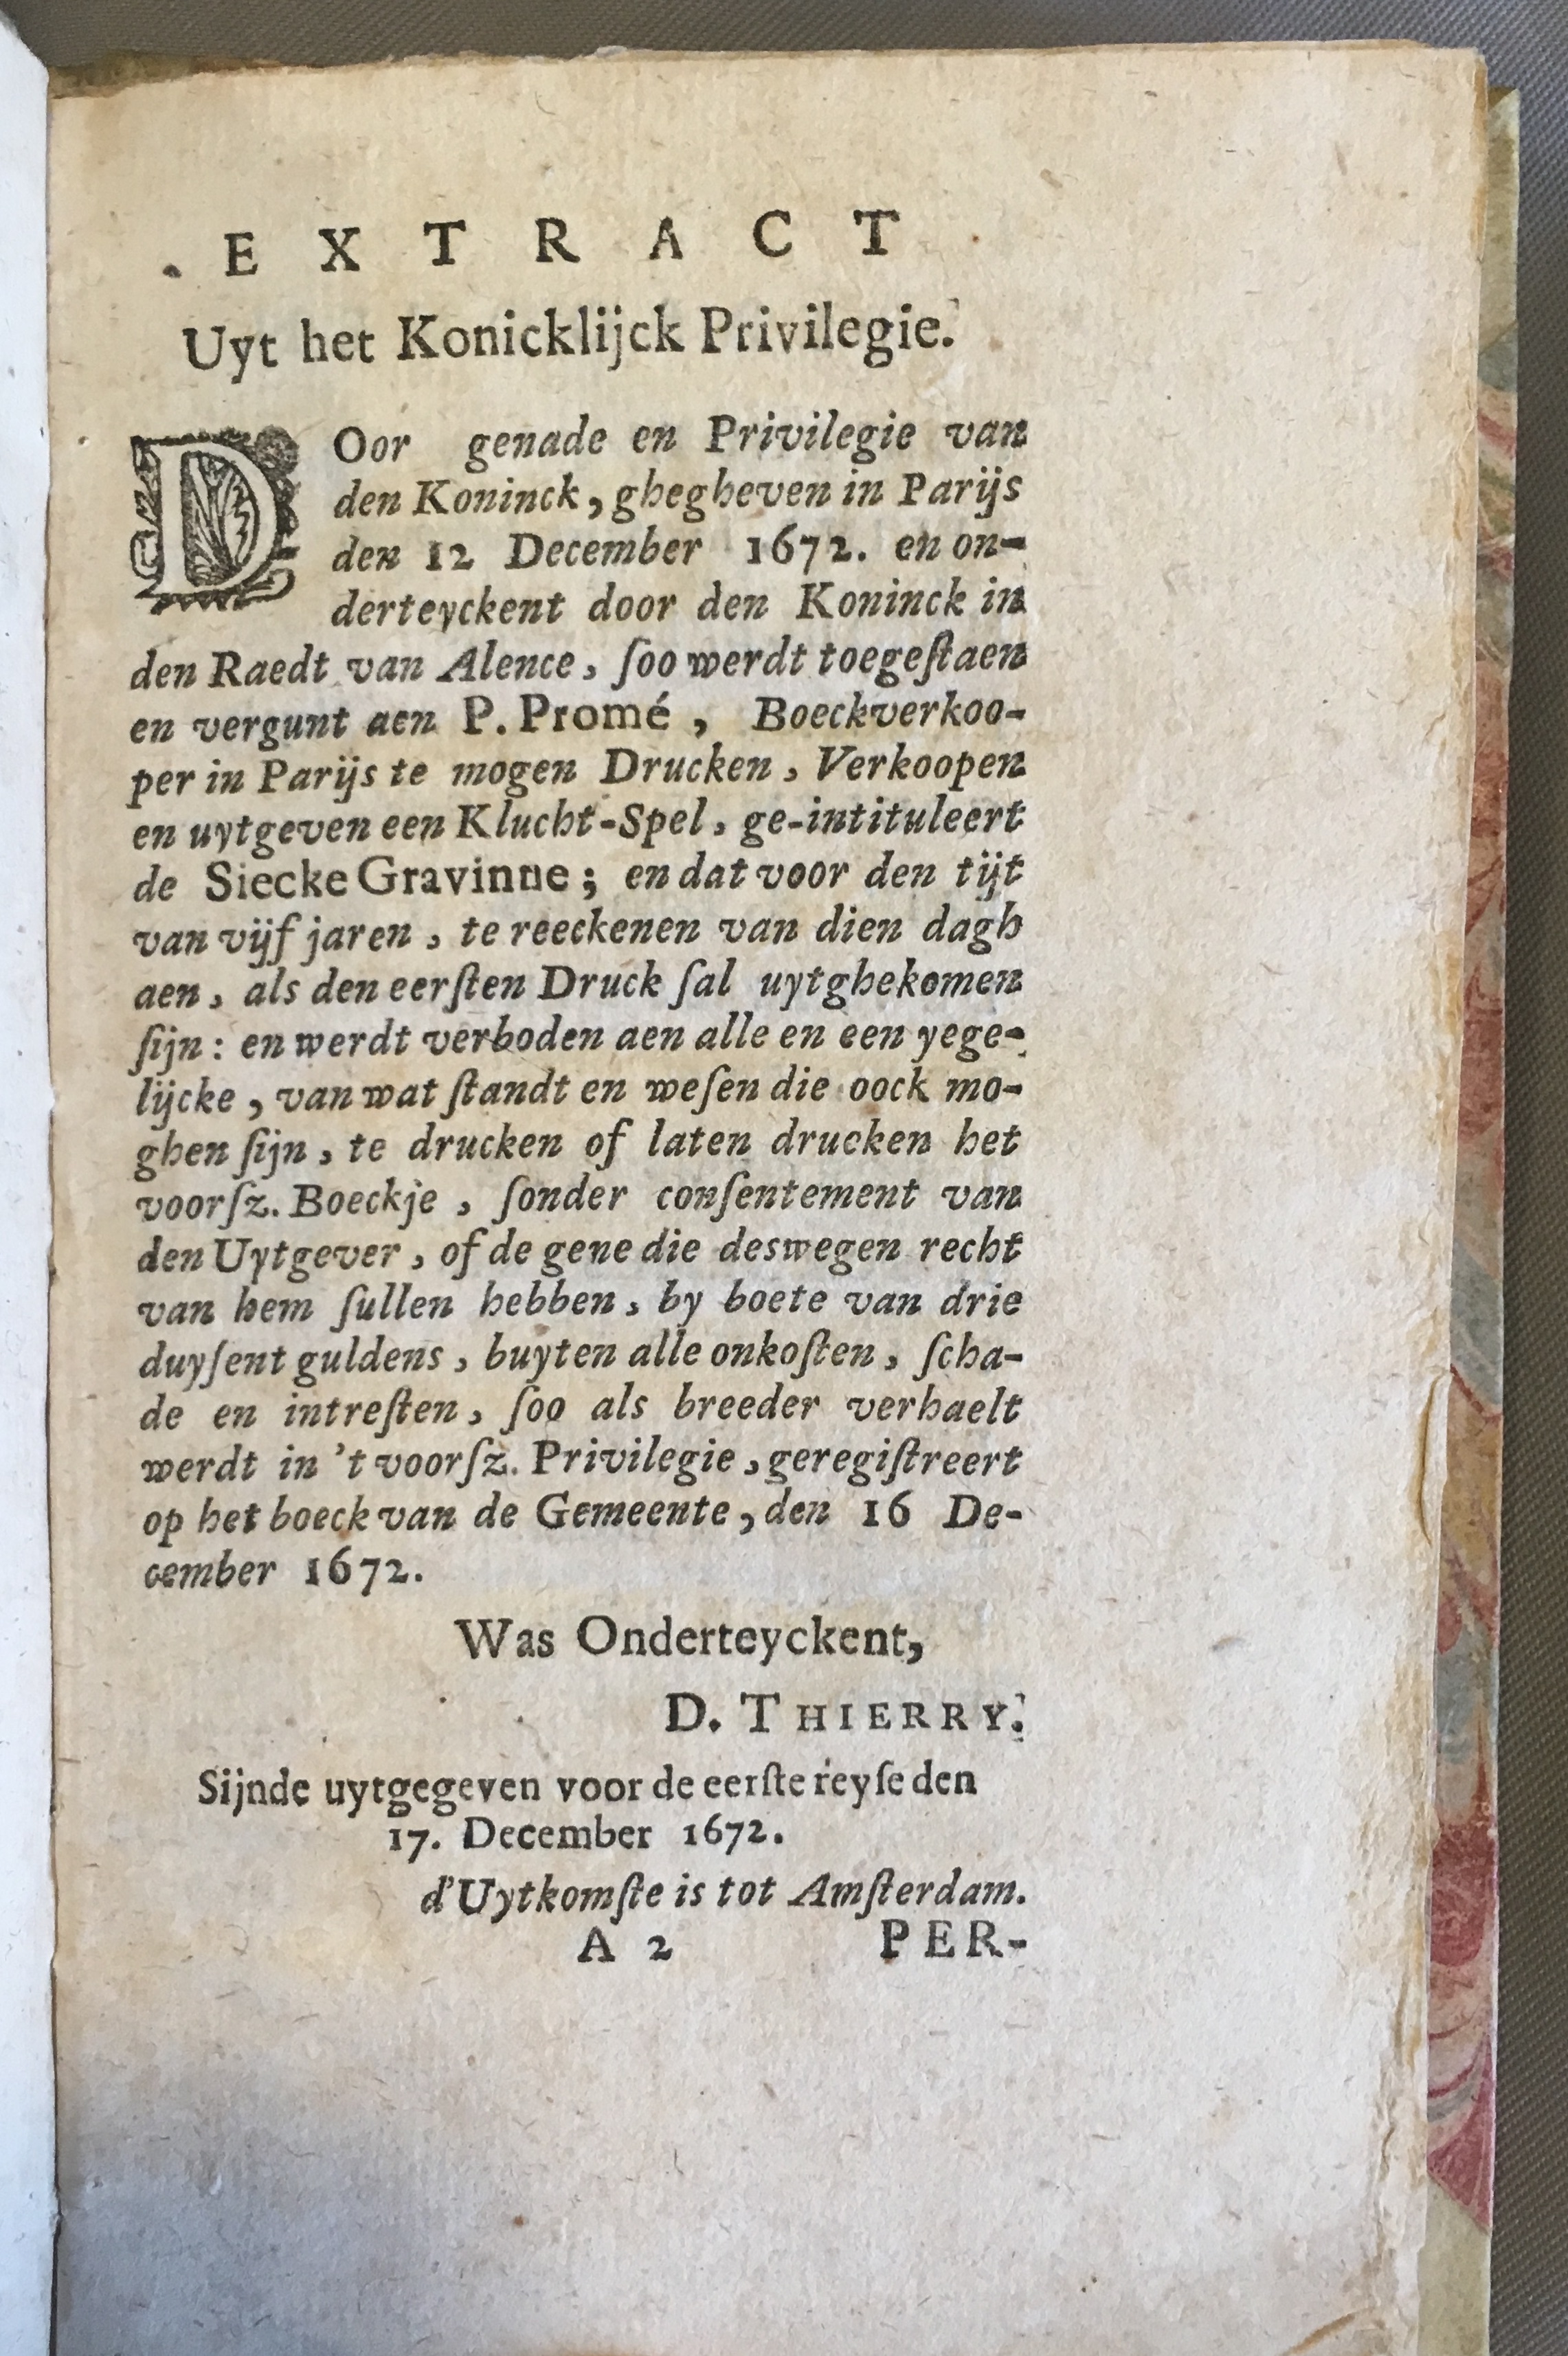 EXTRACT
Uyt het Konicklijck Privilegie.
DOor genade en Privilegie van
den Koninck, ghegheven in Parijs
den 12 December 1672. en on-
derteyckent door den Koninck in
den Raedt van Alence, ſoo werdt toegeſtaen
en vergunt aen P. Promé, Boeckverkoo-
per in Parijs te mogen Drucken, Verkoopen
en uytgeven een Klucht-Spel, ge-intituleert
de Siecke Gravinne; en dat voor den tijt
van vijf jaren, te reeckenen van dien dagh
aen, als den eerſten Druck ſal uytghekomen
ſijn: en werdt verboden aen alle en een yege-
lijcke, van wat ſtandt en weſen die oock mo-
ghen ſijn, te drucken of laten drucken het
voorſz. Boeckje, ſonder conſentement van
den Uytgever, of de gene die deswegen recht
van hem ſullen hebben, by boete van drie
duyſent guldens, buyten alle onkoſten, ſcha-
de en intreſten, ſoo als breeder verhaelt
werdt in 't voorſz. Privilegie, geregiſtreert
op het boeck van de Gemeente, den 16 De-
cember 1672.
Was Onderteyckent,
D. THIERRY.
Sijnde uytgegeven voor de eerſte reyſe den
17. December 1672.
d'Uytkomſte is tot Amſterdam.
A 2 PER-